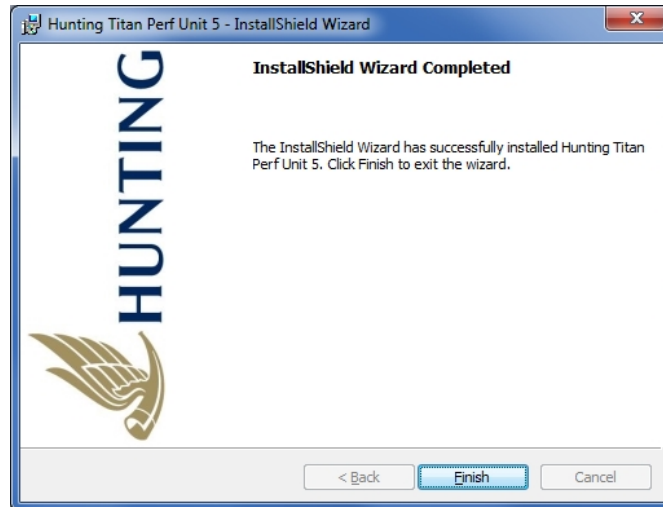 Hunting Titan Perf Unit 5 - InstallShield Wizard
InstallShield Wizard Completed
The InstallShield Wizard has successfully installed Hunting Titan
Perf Unit 5. Click Finish to exit the wizard.
HUNTING
< Back
Finish
Cancel